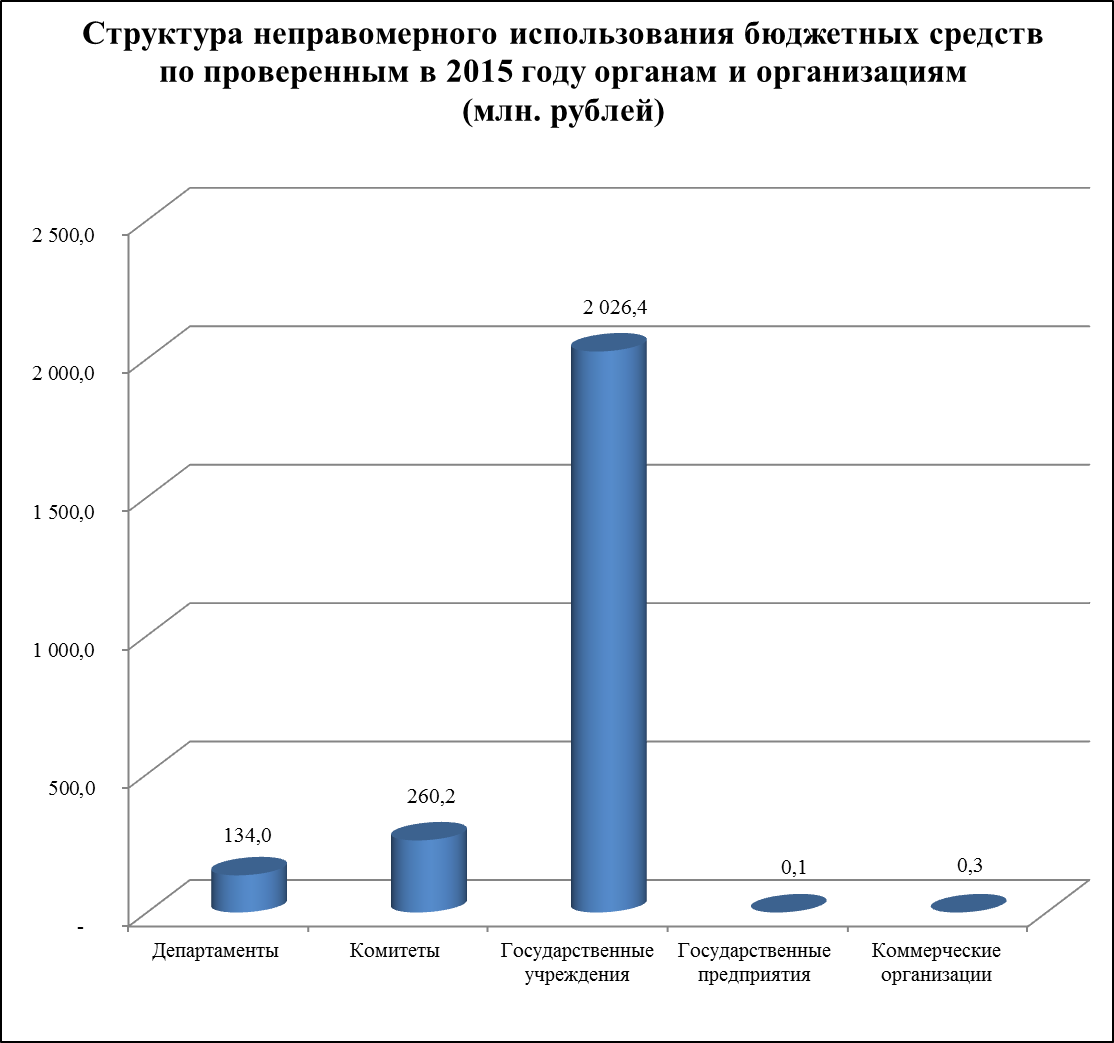 Структура неправомерного использования бюджетных средств
по проверенным в 2015 году органам и организациям
(млн. рублей)
2 500,0
2 026,4
2 000,0
1 500,0
1 000,0
500,0
260,2
134,0
0,1
0,3
-
Департаменты
Комитеты
Государственные
учреждения
Государственные
предприятия
Коммерческие
организации